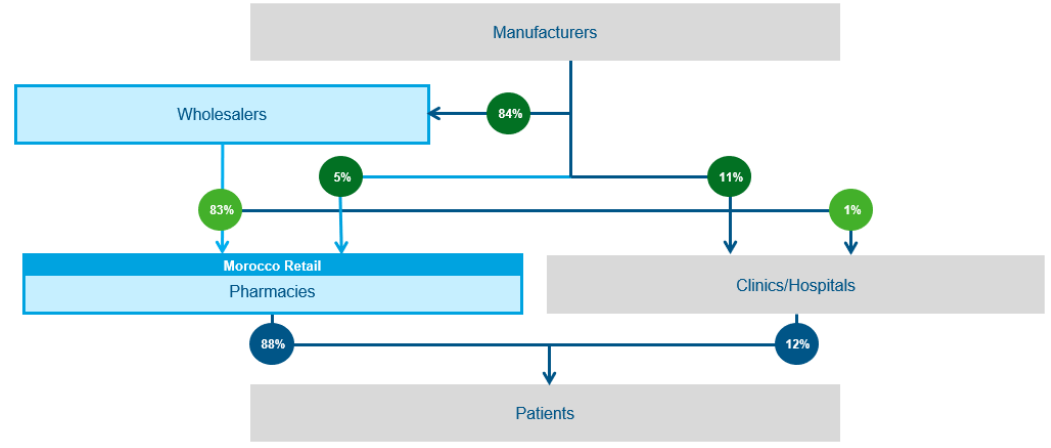 Manufacturers
Wholesalers
84%
5%
11%
83%
1%
Morocco Retail
Pharmacies
Clinics/Hospitals
88%
12%
Patients